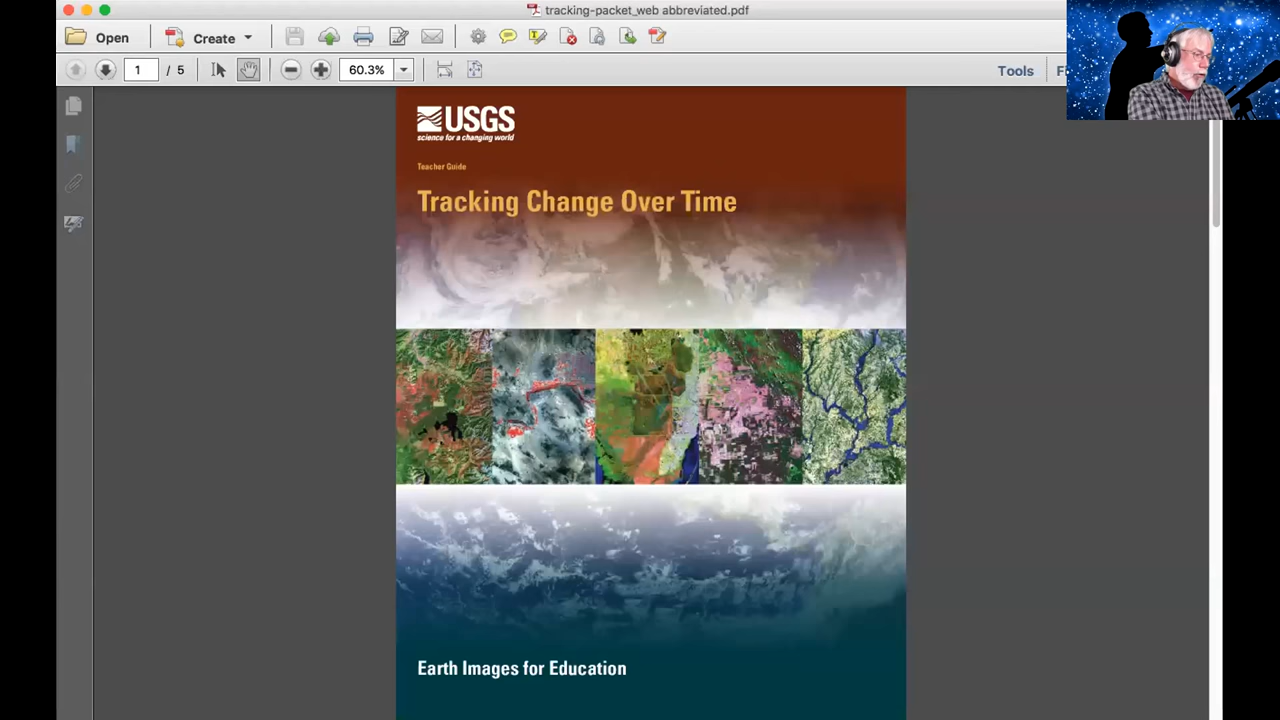 tracking-packet_web abbreviated.pdf
Open
Create
1
/ 5
60.3%
Tools
USGS
science for a changing world
Teacher Guide
Tracking Change Over Time
Earth Images for Education